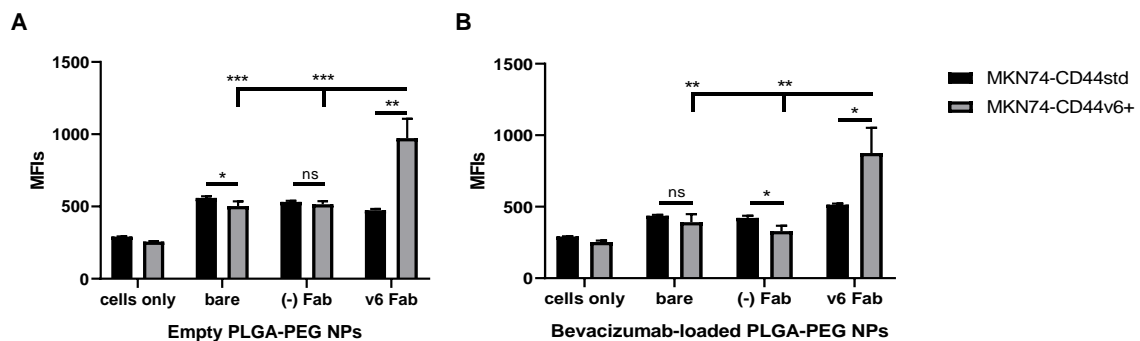 A
B
1500
1000
500
0
MFIs
***
***
**
*
ns
cells only
bare
(-) Fab
v6 Fab
Empty PLGA-PEG NPs
1500
1000
500
0
MFIs
**
**
*
ns
*
cells only
bare
(-) Fab
v6 Fab
Bevacizumab-loaded PLGA-PEG NPs
MKN74-CD44std
MKN74-CD44v6+